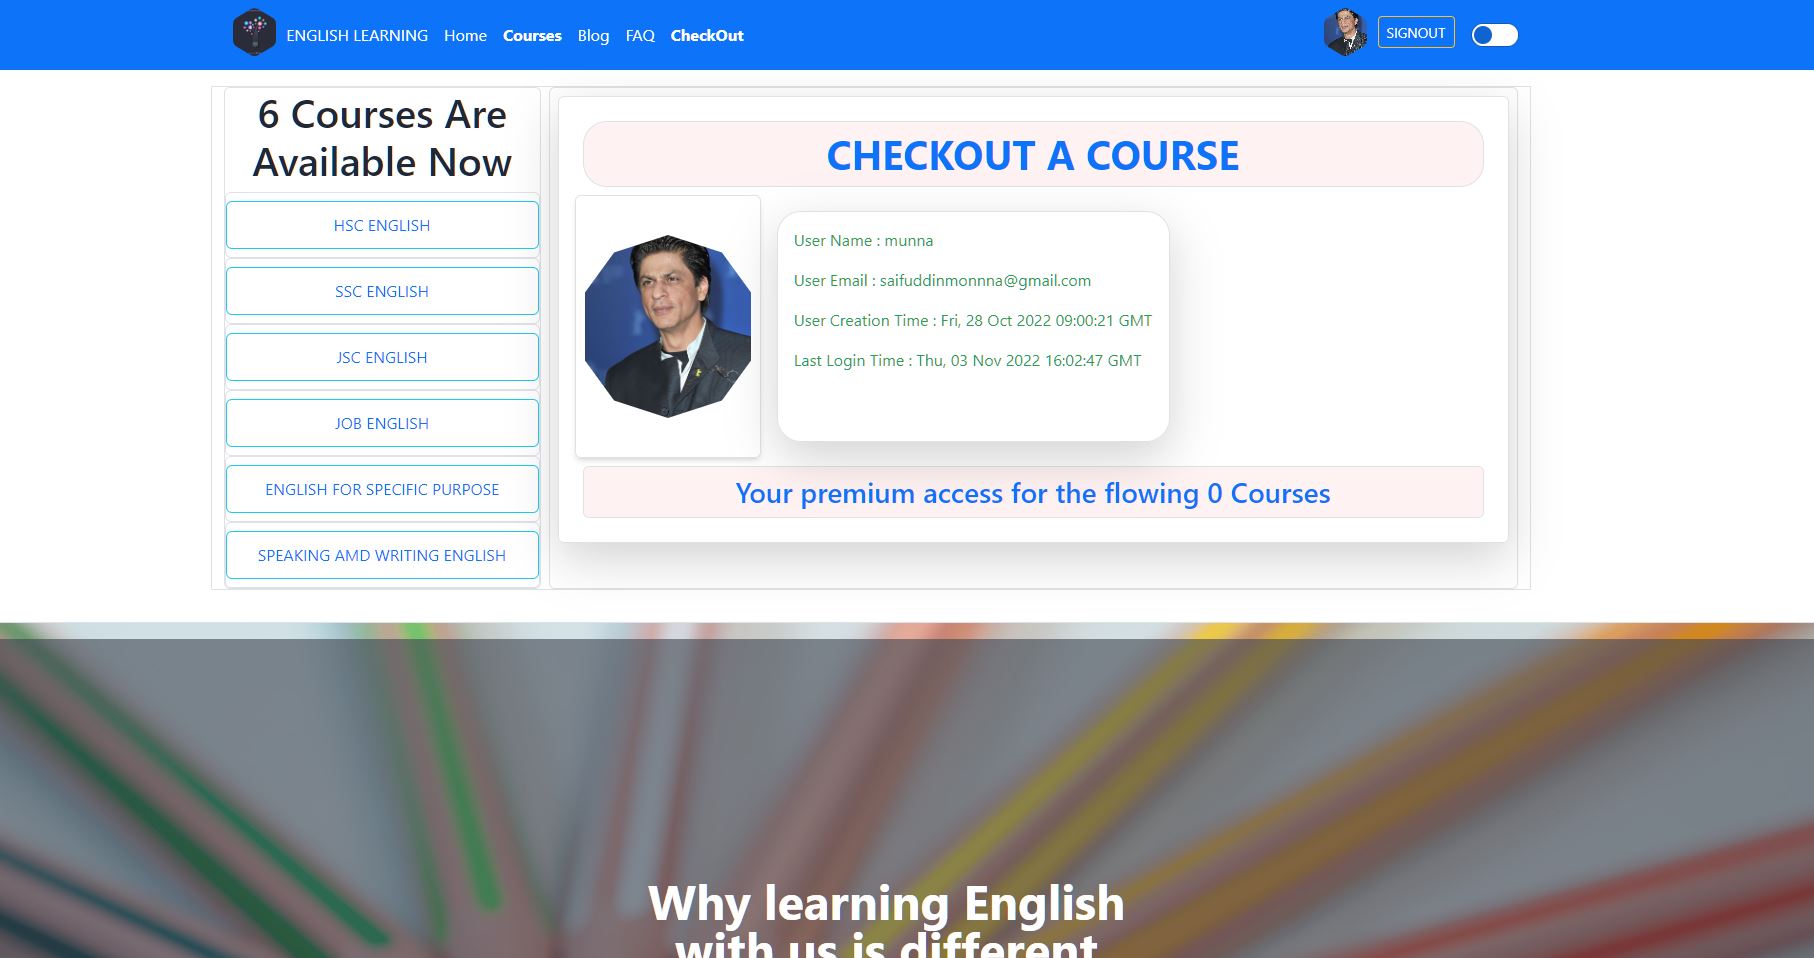 ENGLISH LEARNING Home Courses Blog FAQ CheckOut SIGNOUT
6 Courses Are
Available Now
HSC ENGLISH
SSC ENGLISH
JSC ENGLISH
JOB ENGLISH
ENGLISH FOR SPECIFIC PURPOSE
SPEAKING AMD WRITING ENGLISH
CHECKOUT A COURSE
User Name : munna
User Email : saifuddinmonnna@gmail.com
User Creation Time : Fri, 28 Oct 2022 09:00:21 GMT
Last Login Time : Thu, 03 Nov 2022 16:02:47 GMT
Your premium access for the flowing 0 Courses
Why learning English
with us is different